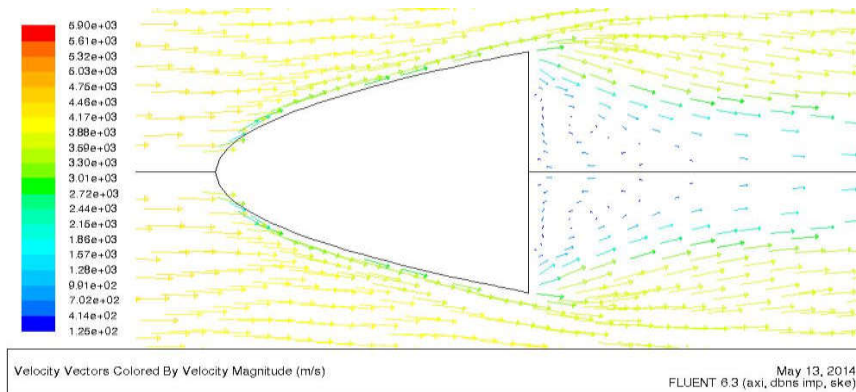 5.90e+03
5.61e+03
5.32e+03
5.03e+03
4.75e+03
4.46e+03
4.17e+03
3.88e+03
3.59e+03
3.30e+03
3.01e+03
2.72e+03
2.44e+03
2.15e+03
1.86e+03
1.57e+03
1.28e+03
9.91e+02
7.02e+02
4.14e+02
1.25e+02
Velocity Vectors Colored By Velocity Magnitude (m/s)
May 13, 2014
FLUENT 6.3 (axi, dbns imp, ske)